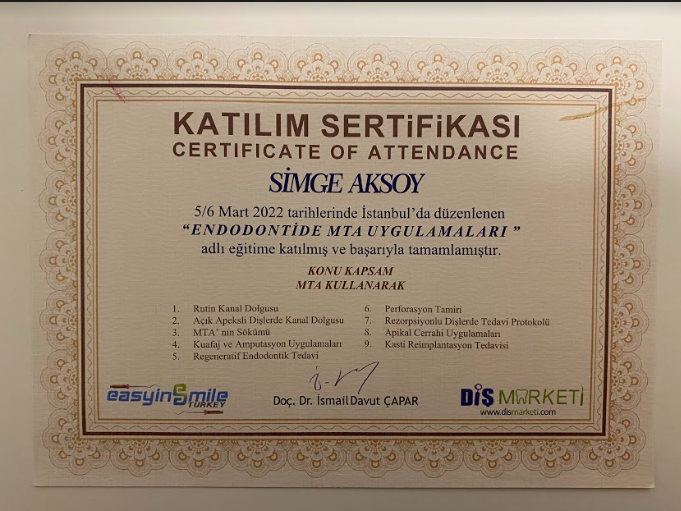 KATILIM SERTİFİKASI
CERTIFICATE OF ATTENDANCE
SİMGE AKSOY
5/6 Mart 2022 tarihlerinde İstanbul'da düzenlenen
“ENDODONTİDE MTA UYGULAMALARI ”
adlı eğitime katılmış ve başarıyla tamamlamıştır.
KONU KAPSAM
MTA KULLANARAK
1. Rutin Kanal Dolgusu
2. Açık Apeksli Dişlerde Kanal Dolgusu
3. MTA' nın Sökümü
4. Kuafaj ve Amputasyon Uygulamaları
5. Regeneratif Endodontik Tedavi
6. Perforasyon Tamiri
7. Rezorpsiyonlu Dişlerde Tedavi Protokolü
8. Apikal Cerrahi Uygulamaları
9. Kasti Reimplantasyon Tedavisi
easyinSmile
TURKEY
Doç. Dr. İsmail Davut ÇAPAR
DİŞ MARKETİ
www.dismarketi.com